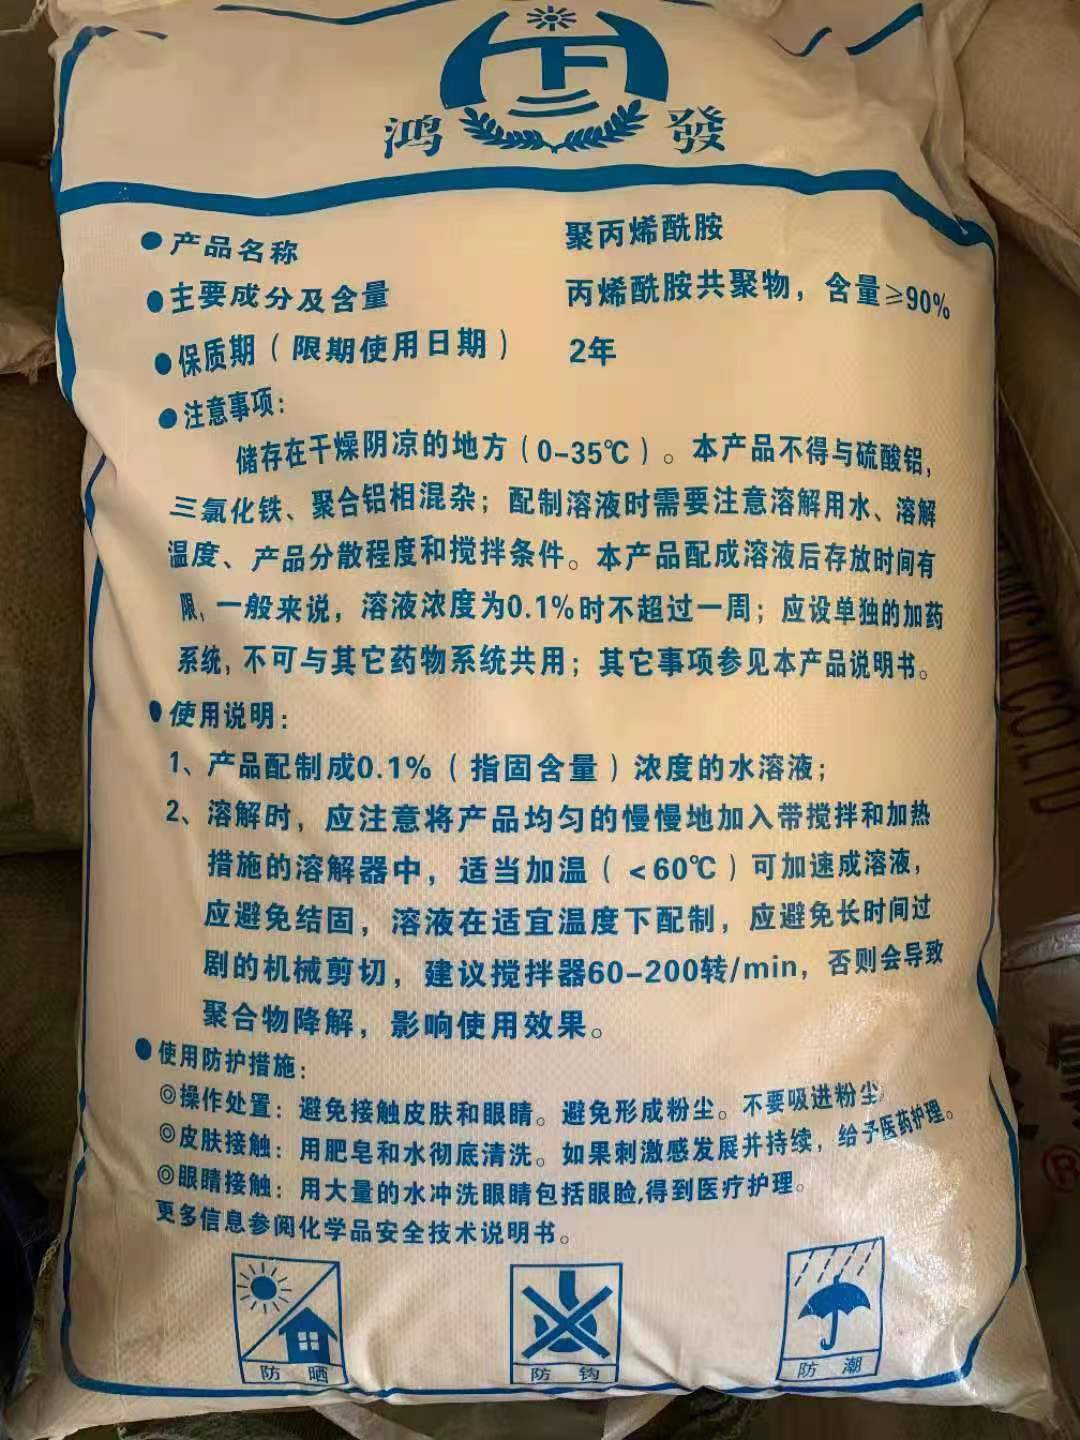 鸿發
●产品名称 聚丙烯酰胺
●主要成分及含量 丙烯酰胺共聚物，含量≥90%
●保质期（限期使用日期） 2年
●注意事项：
储存在干燥阴凉的地方（0-35℃）。本产品不得与硫酸铝，
三氯化铁、聚合铝相混杂；配制溶液时需要注意溶解用水、溶解
温度、产品分散程度和搅拌条件。本产品配成溶液后存放时间有
限，一般来说，溶液浓度为0.1%时不超过一周；应设单独的加药
系统，不可与其它药物系统共用；其它事项参见本产品说明书。
●使用说明：
1、产品配制成0.1%（指固含量）浓度的水溶液；
2、溶解时，应注意将产品均匀的慢慢地加入带搅拌和加热
措施的溶解器中，适当加温（<60℃）可加速成溶液，
应避免结固，溶液在适宜温度下配制，应避免长时间过
剧的机械剪切，建议搅拌器60-200转/min，否则会导致
聚合物降解，影响使用效果。
●使用防护措施：
◎操作处置：避免接触皮肤和眼睛。避免形成粉尘。不要吸进粉尘
◎皮肤接触：用肥皂和水彻底清洗。如果刺激感发展并持续，给予医药护理。
◎眼睛接触：用大量的水冲洗眼睛包括眼睑,得到医疗护理。
更多信息参阅化学品安全技术说明书。
防晒 防钩 防潮
CAL CO.LTD
®